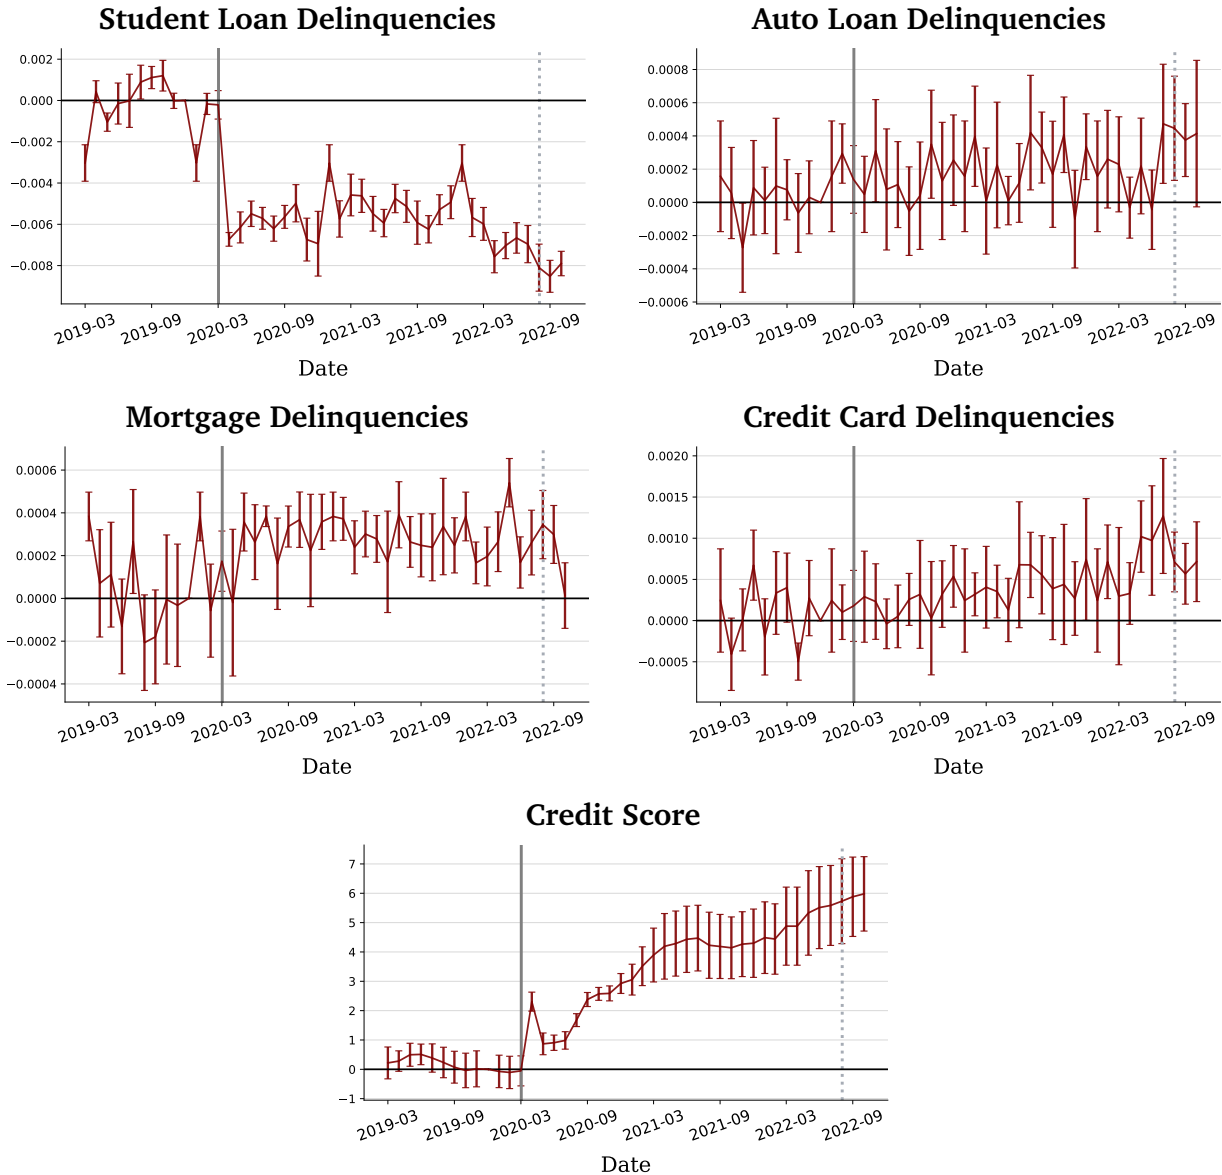 Student Loan Delinquencies
0.002
0.000
−0.002
−0.004
−0.006
−0.008
2019-03 2019-09 2020-03 2020-09 2021-03 2021-09 2022-03 2022-09
Date
Auto Loan Delinquencies
0.0008
0.0006
0.0004
0.0002
0.0000
−0.0002
−0.0004
−0.0006
2019-03 2019-09 2020-03 2020-09 2021-03 2021-09 2022-03 2022-09
Date
Mortgage Delinquencies
0.0006
0.0004
0.0002
0.0000
−0.0002
−0.0004
2019-03 2019-09 2020-03 2020-09 2021-03 2021-09 2022-03 2022-09
Date
Credit Card Delinquencies
0.0020
0.0015
0.0010
0.0005
0.0000
−0.0005
2019-03 2019-09 2020-03 2020-09 2021-03 2021-09 2022-03 2022-09
Date
Credit Score
7
6
5
4
3
2
1
0
−1
2019-03 2019-09 2020-03 2020-09 2021-03 2021-09 2022-03 2022-09
Date